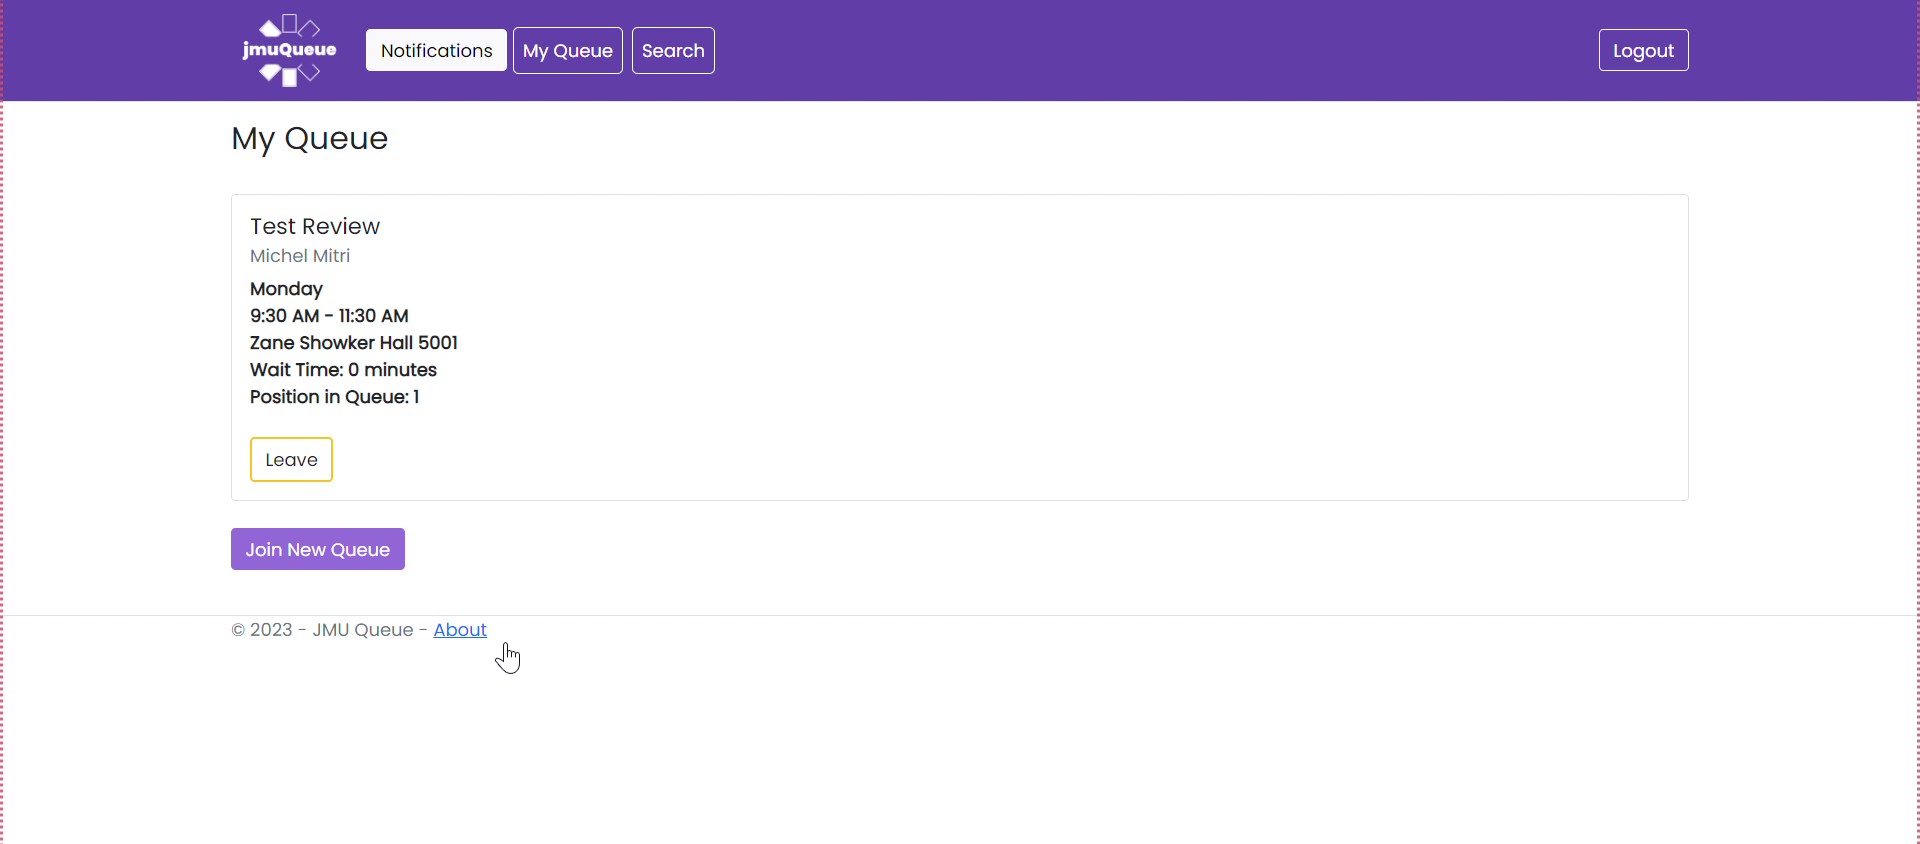 jmuQueue
Notifications
My Queue
Search
Logout
My Queue
Test Review
Michel Mitri
Monday
9:30 AM - 11:30 AM
Zane Showker Hall 5001
Wait Time: 0 minutes
Position in Queue: 1
Leave
Join New Queue
© 2023 - JMU Queue - About